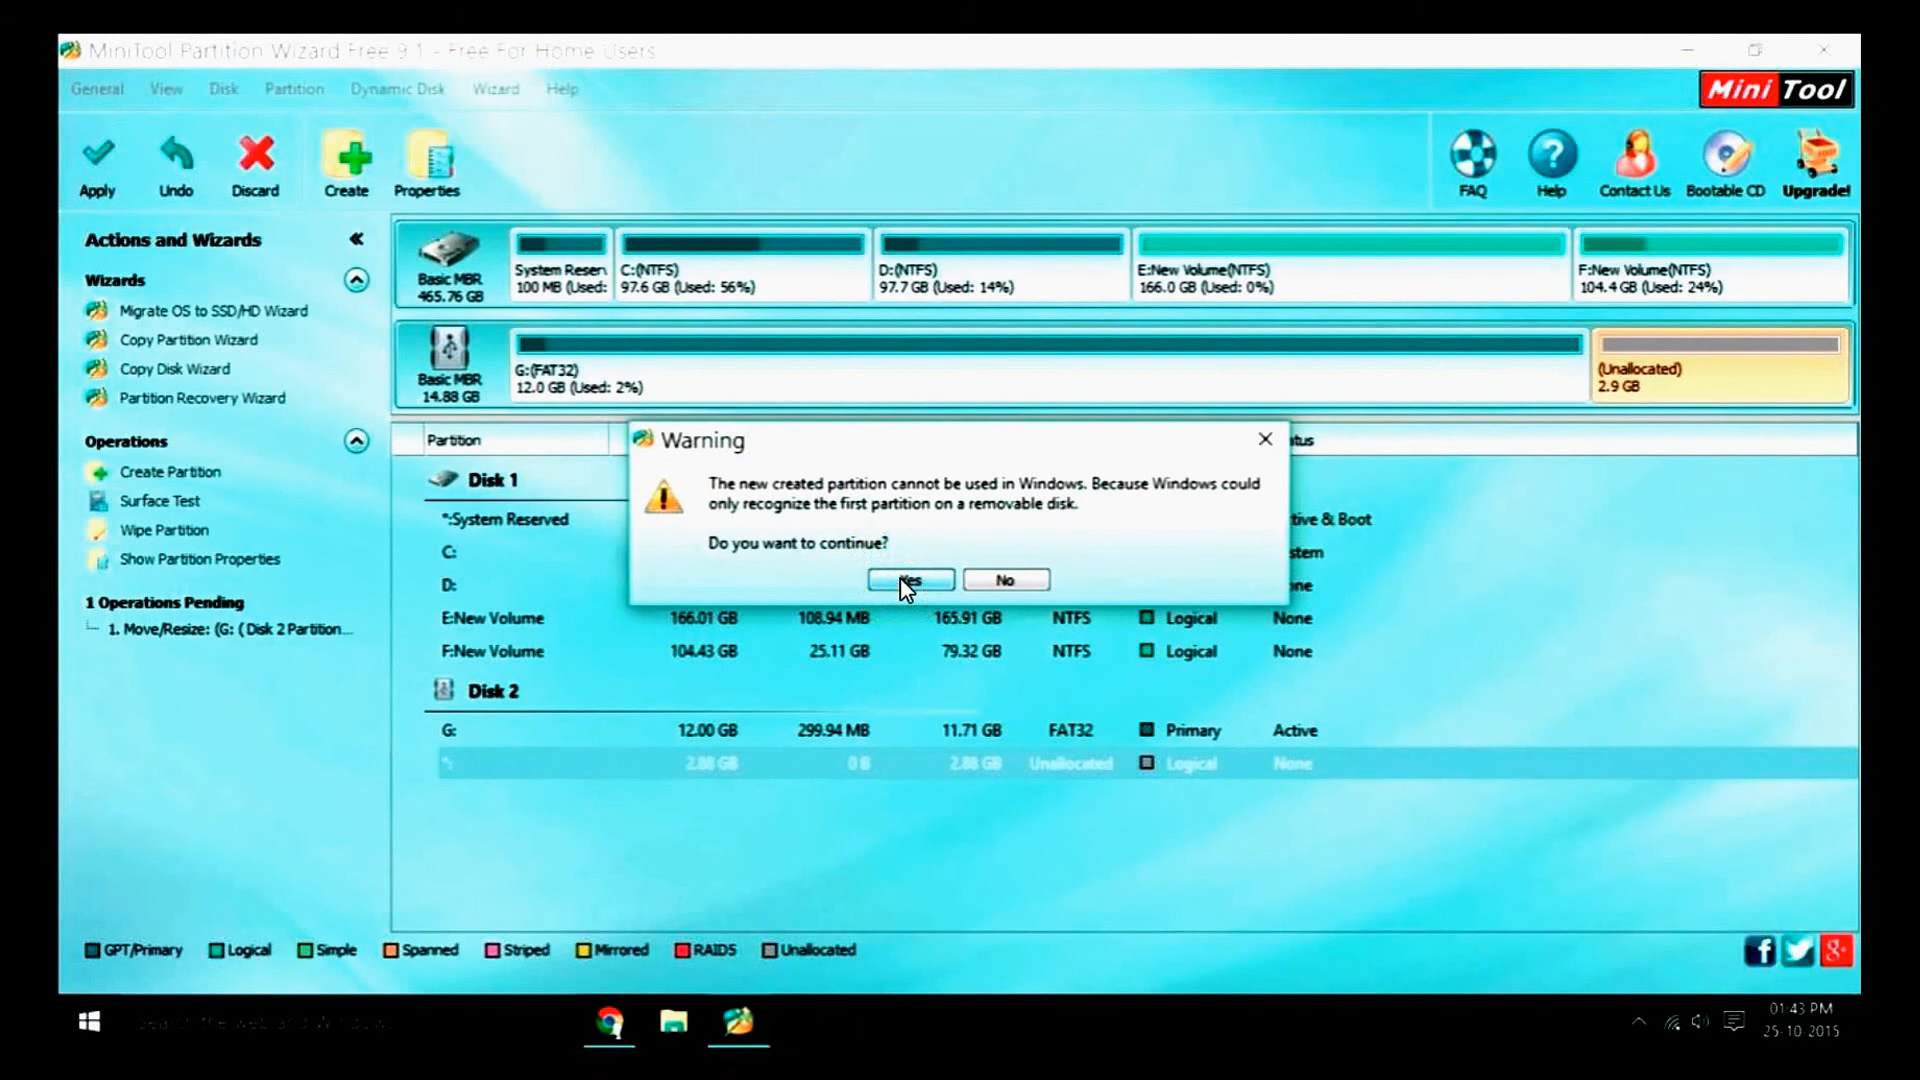 MiniTool Partition Wizard Free 9.1 - Free For Home Users
General View Disk Partition Dynamic Disk Wizard Help
Mini Tool
Apply Undo Discard Create Properties
FAQ Help Contact Us Bootable CD Upgrade!
Actions and Wizards
Wizards
Migrate OS to SSD/HD Wizard
Copy Partition Wizard
Copy Disk Wizard
Partition Recovery Wizard
Operations
Create Partition
Surface Test
Wipe Partition
Show Partition Properties
1 Operations Pending
1. Move/Resize: (G: ( Disk 2 Partition...
Basic MBR
465.76 GB
System Reserv
100 MB (Used:
C:(NTFS)
97.6 GB (Used: 56%)
D:(NTFS)
97.7 GB (Used: 14%)
E:New Volume(NTFS)
166.0 GB (Used: 0%)
F:New Volume(NTFS)
104.4 GB (Used: 24%)
Basic MBR
14.88 GB
G:(FAT32)
12.0 GB (Used: 2%)
(Unallocated)
2.9 GB
Partition
atus
Warning
The new created partition cannot be used in Windows. Because Windows could
only recognize the first partition on a removable disk.
Do you want to continue?
Yes No
Disk 1
*:System Reserved tive & Boot
C: stem
D: one
E:New Volume 166.01 GB 108.94 MB 165.91 GB NTFS Logical None
F:New Volume 104.43 GB 25.11 GB 79.32 GB NTFS Logical None
Disk 2
G: 12.00 GB 299.94 MB 11.71 GB FAT32 Primary Active
*: 2.88 GB 0 B 2.88 GB Unallocated Logical None
GPT/Primary Logical Simple Spanned Striped Mirrored RAID5 Unallocated
Search the web and Windows
01:43 PM
25-10-2015